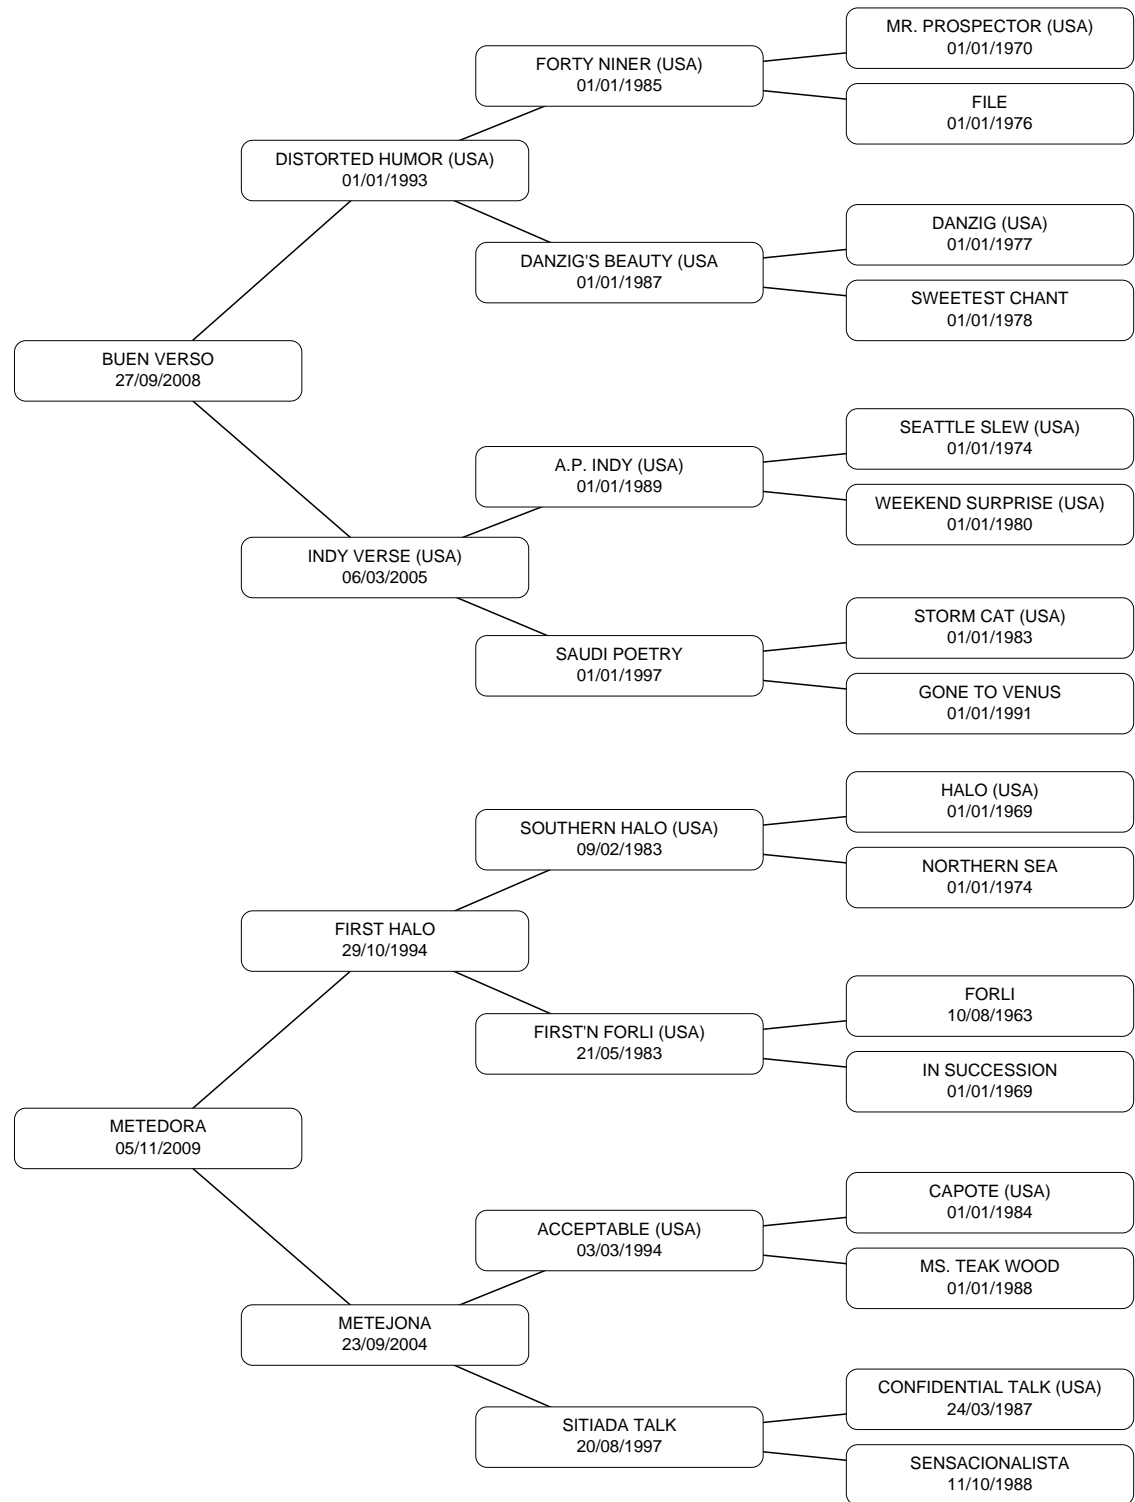 MR. PROSPECTOR (USA)
01/01/1970
FORTY NINER (USA)
01/01/1985
FILE
01/01/1976
DISTORTED HUMOR (USA)
01/01/1993
DANZIG (USA)
01/01/1977
DANZIG'S BEAUTY (USA
01/01/1987
SWEETEST CHANT
01/01/1978
BUEN VERSO
27/09/2008
SEATTLE SLEW (USA)
01/01/1974
A.P. INDY (USA)
01/01/1989
WEEKEND SURPRISE (USA)
01/01/1980
INDY VERSE (USA)
06/03/2005
STORM CAT (USA)
01/01/1983
SAUDI POETRY
01/01/1997
GONE TO VENUS
01/01/1991
HALO (USA)
01/01/1969
SOUTHERN HALO (USA)
09/02/1983
NORTHERN SEA
01/01/1974
FIRST HALO
29/10/1994
FORLI
10/08/1963
FIRST'N FORLI (USA)
21/05/1983
IN SUCCESSION
01/01/1969
METEDORA
05/11/2009
CAPOTE (USA)
01/01/1984
ACCEPTABLE (USA)
03/03/1994
MS. TEAK WOOD
01/01/1988
METEJONA
23/09/2004
CONFIDENTIAL TALK (USA)
24/03/1987
SITIADA TALK
20/08/1997
SENSACIONALISTA
11/10/1988